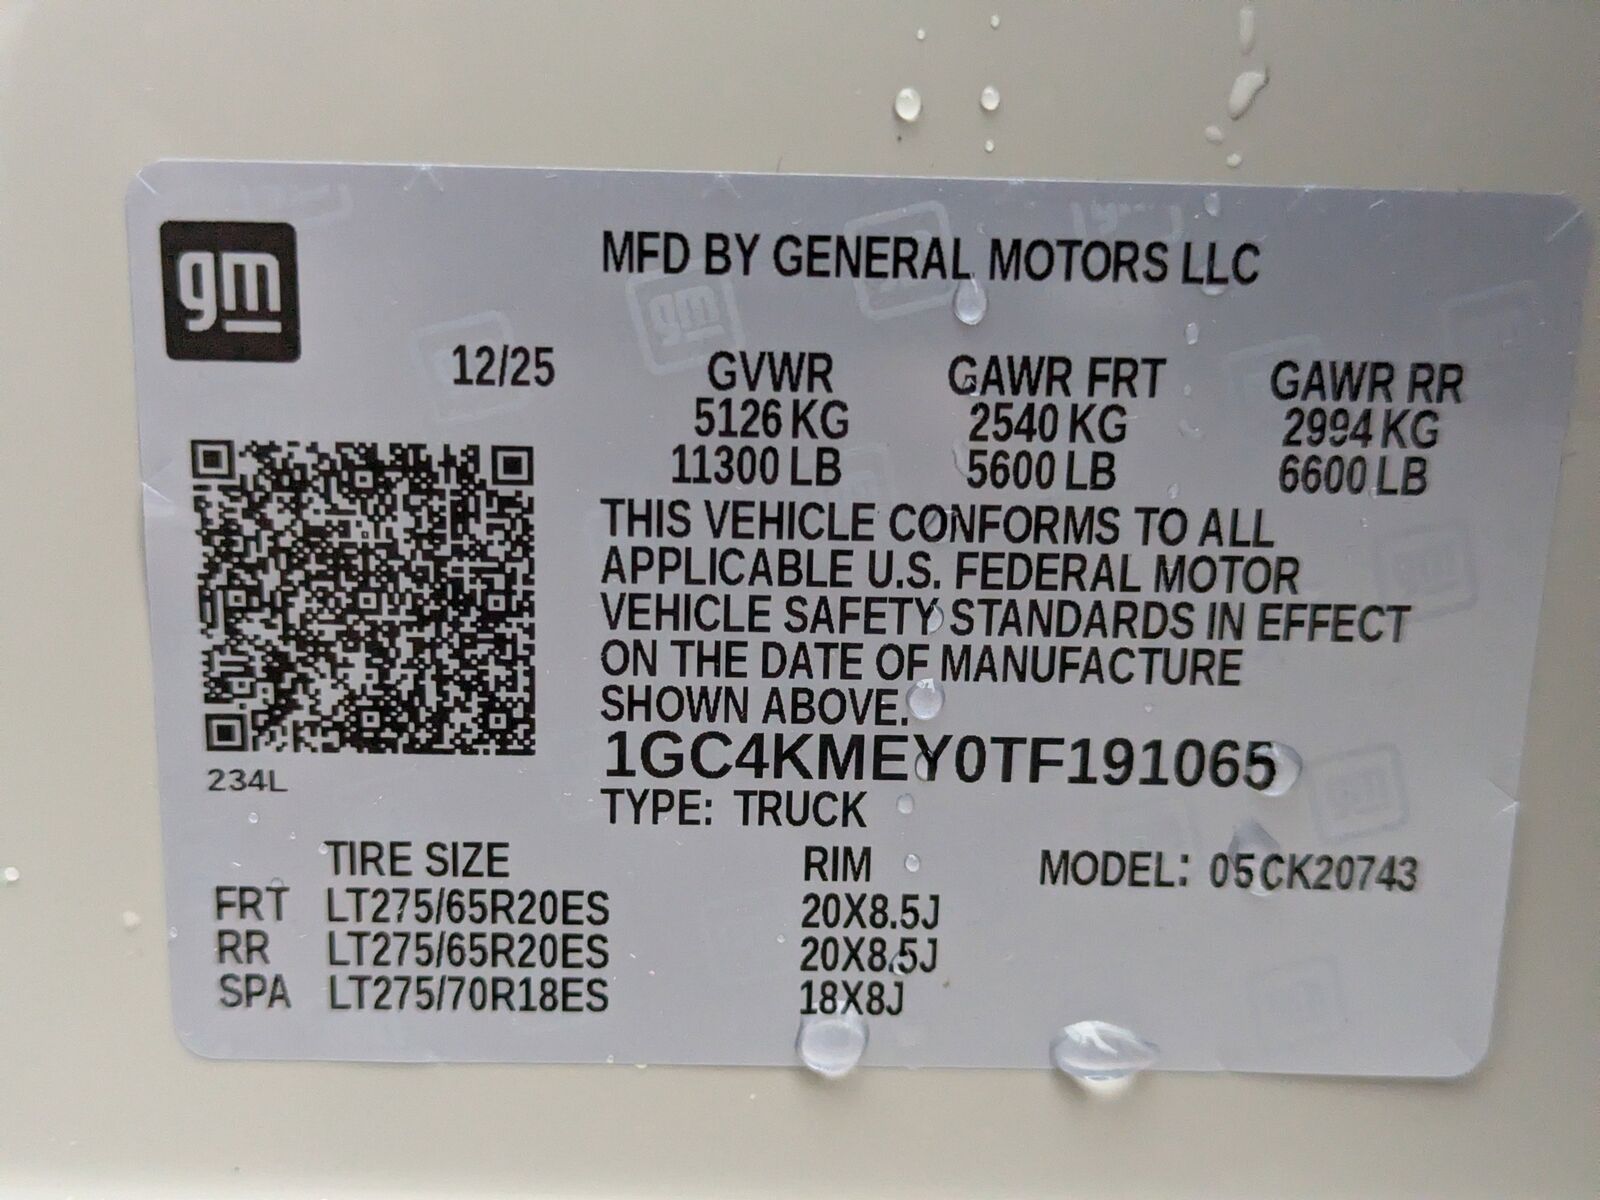 gm
MFD BY GENERAL MOTORS LLC
12/25 GVWR GAWR FRT GAWR RR
5126 KG 2540 KG 2994 KG
11300 LB 5600 LB 6600 LB
THIS VEHICLE CONFORMS TO ALL
APPLICABLE U.S. FEDERAL MOTOR
VEHICLE SAFETY STANDARDS IN EFFECT
ON THE DATE OF MANUFACTURE
SHOWN ABOVE.
1GC4KMEY0TF191065
234L
TYPE: TRUCK
TIRE SIZE RIM MODEL: 05CK20743
FRT LT275/65R20ES 20X8.5J
RR LT275/65R20ES 20X8.5J
SPA LT275/70R18ES 18X8J